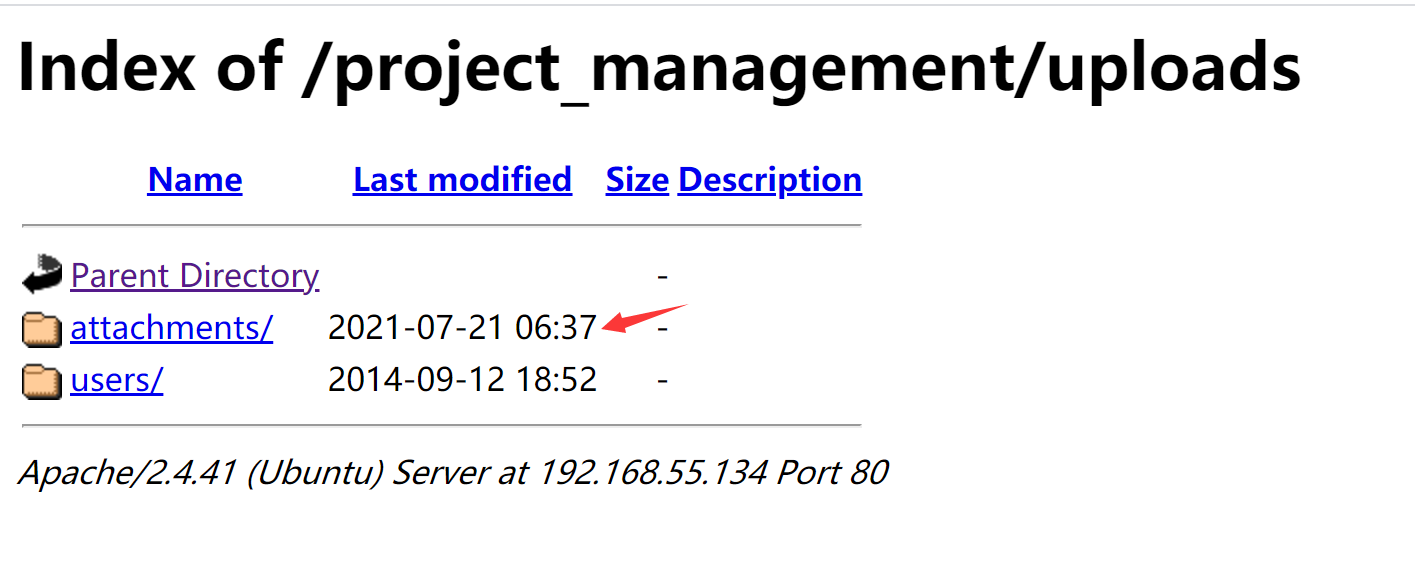 Index of /project_management/uploads
Name Last modified Size Description
Parent Directory -
attachments/ 2021-07-21 06:37 -
users/ 2014-09-12 18:52 -
Apache/2.4.41 (Ubuntu) Server at 192.168.55.134 Port 80